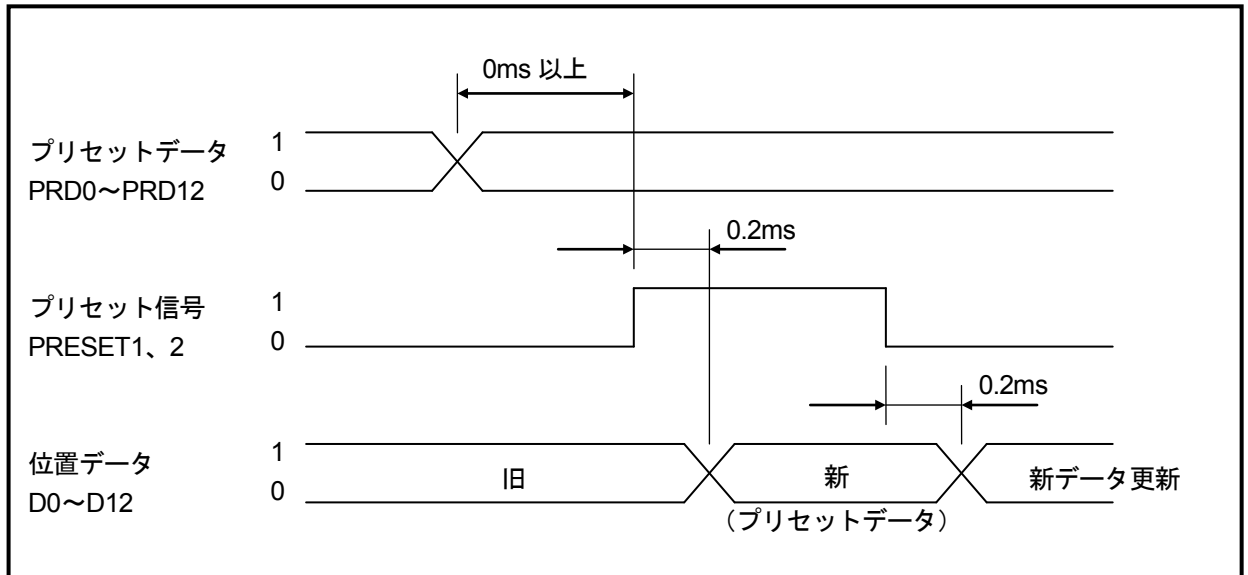 0ms 以上
プリセットデータ
PRD0～PRD12
1
0
0.2ms
プリセット信号
PRESET1、2
1
0
0.2ms
位置データ
D0～D12
1
0
旧
新
新データ更新
（プリセットデータ）